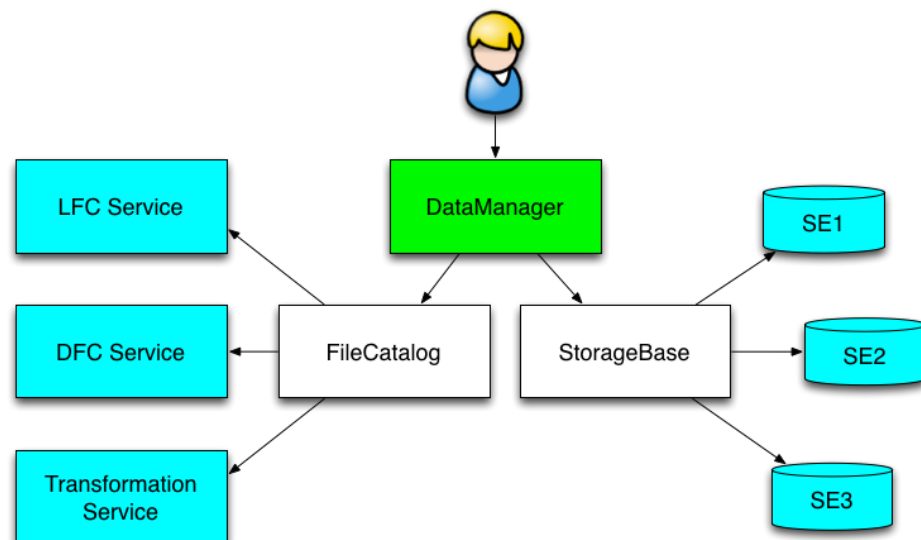 LFC Service
DataManager
SE1
DFC Service
FileCatalog
StorageBase
SE2
Transformation
Service
SE3